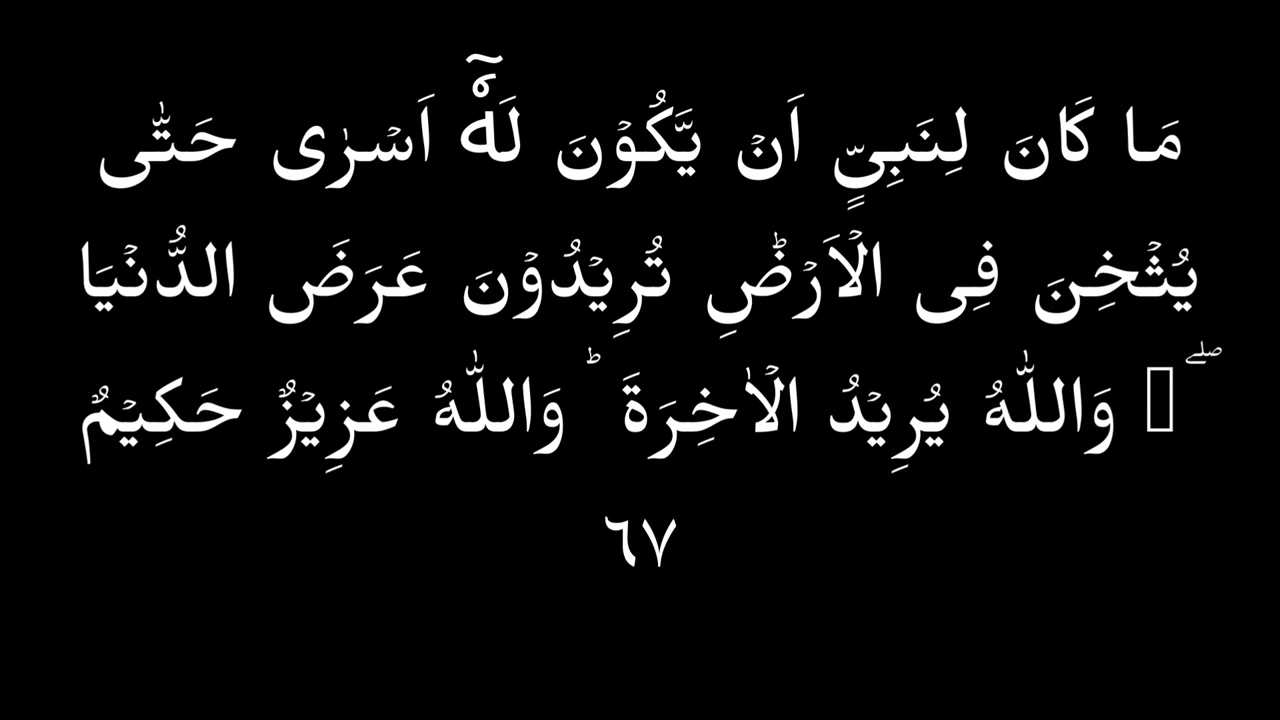 مَا كَانَ لِنَبِىٍّ اَنۡ يَّكُوۡنَ لَهٗۤ اَسۡرٰى حَتّٰى
يُثۡخِنَ فِى الۡاَرۡضِؕ تُرِيۡدُوۡنَ عَرَضَ الدُّنۡيَا
ۖ وَاللّٰهُ يُرِيۡدُ الۡاٰخِرَةَ ؕ وَاللّٰهُ عَزِيۡزٌ حَكِيۡمٌ
٦٧